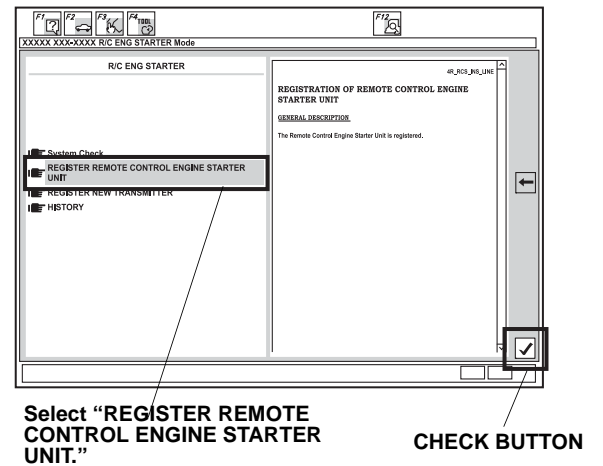 F1 F2 F3 F4 TOOL F12
XXXXX XXX-XXXX R/C ENG STARTER Mode
R/C ENG STARTER
System Check
REGISTER REMOTE CONTROL ENGINE STARTER
UNIT
REGISTER NEW TRANSMITTER
HISTORY
4R_RCS_INS_LINE
REGISTRATION OF REMOTE CONTROL ENGINE
STARTER UNIT
GENERAL DESCRIPTION
The Remote Control Engine Starter Unit is registered.
Select “REGISTER REMOTE
CONTROL ENGINE STARTER
UNIT.”
CHECK BUTTON